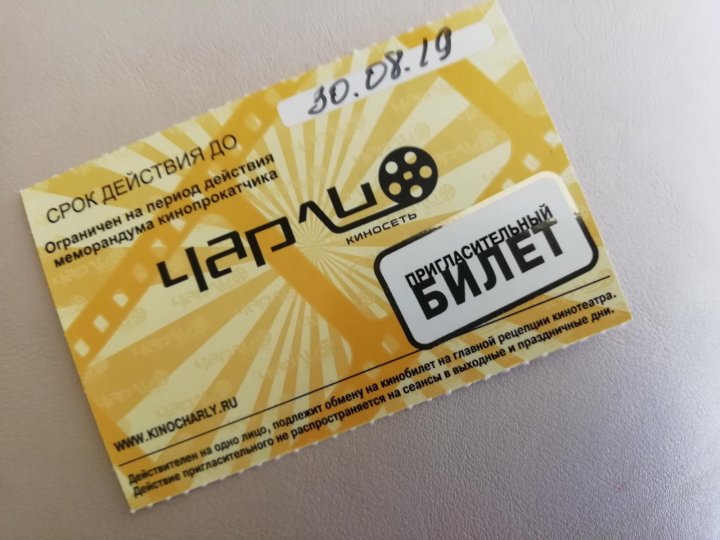 СРОК ДЕЙСТВИЯ ДО 30.08.19
Ограничен на период действия
меморандума кинопрокатчика
чарли
КИНОСЕТЬ
ПРИГЛАСИТЕЛЬНЫЙ
БИЛЕТ
WWW.KINOCHARLY.RU
Действителен на одно лицо, подлежит обмену на кинобилет на главной рецепции кинотеатра.
Действие пригласительного не распространяется на сеансы в выходные и праздничные дни.